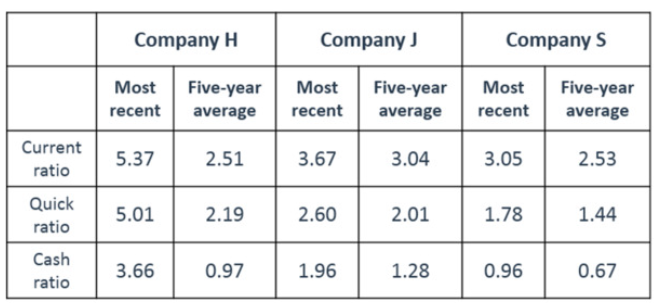 Company H Company J Company S
Most recent Five-year average Most recent Five-year average Most recent Five-year average
Current ratio 5.37 2.51 3.67 3.04 3.05 2.53
Quick ratio 5.01 2.19 2.60 2.01 1.78 1.44
Cash ratio 3.66 0.97 1.96 1.28 0.96 0.67